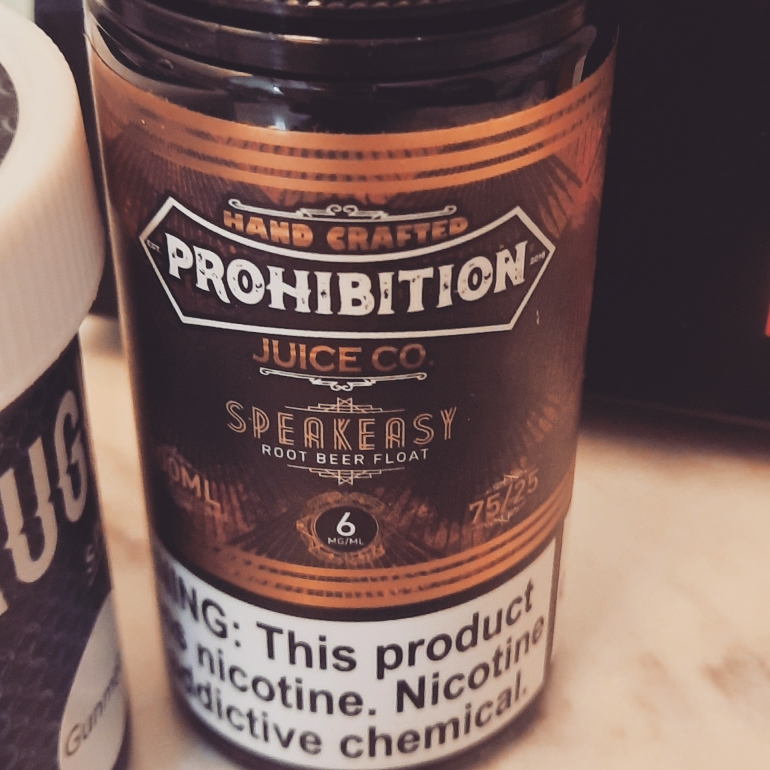 HAND CRAFTED
PROHIBITION
JUICE CO.
SPEAKEASY
ROOT BEER FLOAT
75/25
6
MG/ML
This product
nicotine. Nicotine
chemical.